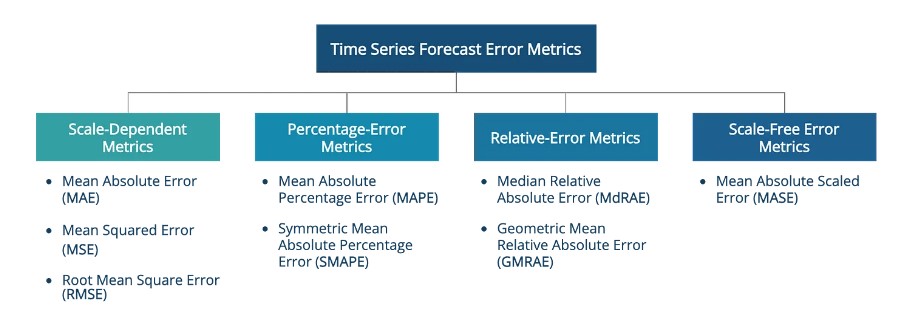 Time Series Forecast Error Metrics
Scale-Dependent
Metrics
• Mean Absolute Error
(MAE)
• Mean Squared Error
(MSE)
• Root Mean Square Error
(RMSE)
Percentage-Error
Metrics
• Mean Absolute
Percentage Error (MAPE)
• Symmetric Mean
Absolute Percentage
Error (SMAPE)
Relative-Error Metrics
• Median Relative
Absolute Error (MdRAE)
• Geometric Mean
Relative Absolute Error
(GMRAE)
Scale-Free Error
Metrics
• Mean Absolute Scaled
Error (MASE)